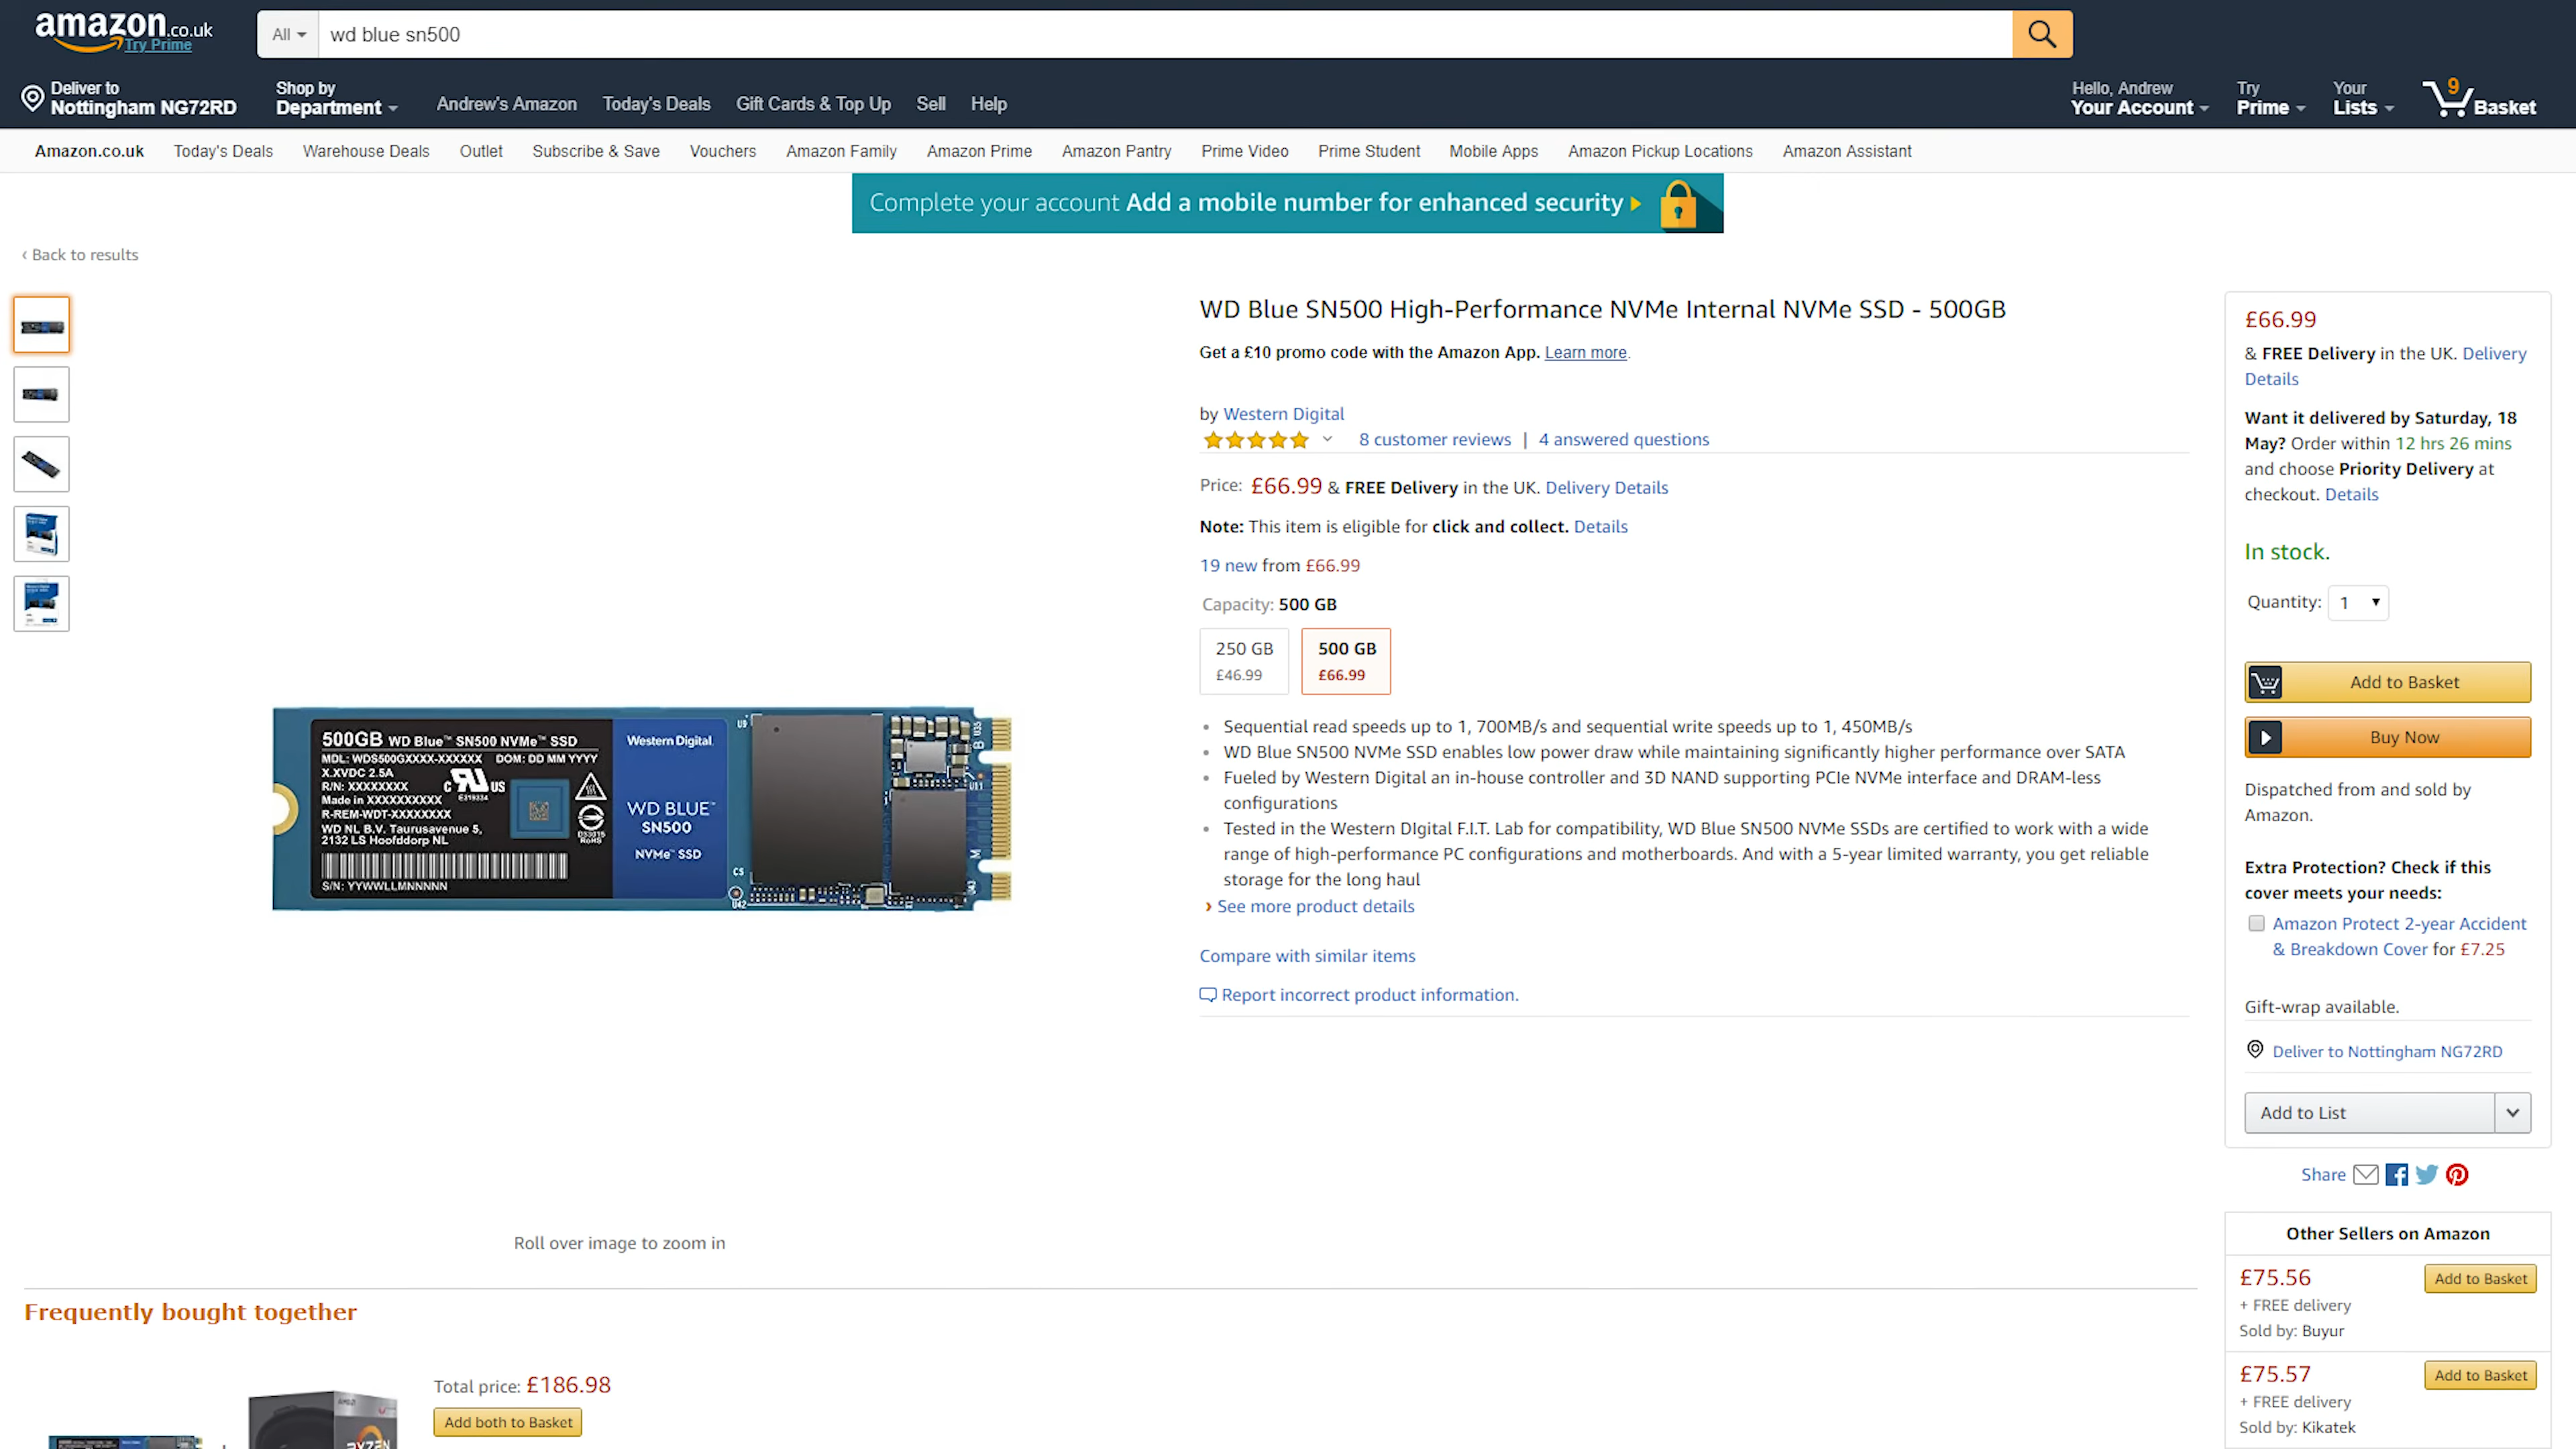 amazon.co.uk
Try Prime
All
wd blue sn500
Deliver to
Nottingham NG72RD
Shop by
Department
Andrew's Amazon
Today's Deals
Gift Cards & Top Up
Sell
Help
Hello, Andrew
Your Account
Try
Prime
Your
Lists
9
Basket
Amazon.co.uk
Today's Deals
Warehouse Deals
Outlet
Subscribe & Save
Vouchers
Amazon Family
Amazon Prime
Amazon Pantry
Prime Video
Prime Student
Mobile Apps
Amazon Pickup Locations
Amazon Assistant
Complete your account Add a mobile number for enhanced security
‹ Back to results
500GB WD Blue™ SN500 NVMe™ SSD
MDL: WDS500GXXXX-XXXXXX DOM: DD MM YYYY
X.XVDC 2.5A
R/N: XXXXXXXX
Made in XXXXXXXXXX
R-REM-WDT-XXXXXXXX
WD NL B.V. Taurusavenue 5,
2132 LS Hoofddorp NL
S/N: YYWWLLMNNNNN
C US
E319334
D33015
RoHS
Western Digital
WD BLUE™
SN500
NVMe™ SSD
U9
C5
U42
U11
B
M
Roll over image to zoom in
WD Blue SN500 High-Performance NVMe Internal NVMe SSD - 500GB
Get a £10 promo code with the Amazon App. Learn more.
by Western Digital
8 customer reviews | 4 answered questions
Price: £66.99 & FREE Delivery in the UK. Delivery Details
Note: This item is eligible for click and collect. Details
19 new from £66.99
Capacity: 500 GB
250 GB
£46.99
500 GB
£66.99
• Sequential read speeds up to 1, 700MB/s and sequential write speeds up to 1, 450MB/s
• WD Blue SN500 NVMe SSD enables low power draw while maintaining significantly higher performance over SATA
• Fueled by Western Digital an in-house controller and 3D NAND supporting PCIe NVMe interface and DRAM-less
configurations
• Tested in the Western DIgital F.I.T. Lab for compatibility, WD Blue SN500 NVMe SSDs are certified to work with a wide
range of high-performance PC configurations and motherboards. And with a 5-year limited warranty, you get reliable
storage for the long haul
› See more product details
Compare with similar items
Report incorrect product information.
£66.99
& FREE Delivery in the UK. Delivery
Details
Want it delivered by Saturday, 18
May? Order within 12 hrs 26 mins
and choose Priority Delivery at
checkout. Details
In stock.
Quantity: 1
Add to Basket
Buy Now
Dispatched from and sold by
Amazon.
Extra Protection? Check if this
cover meets your needs:
Amazon Protect 2-year Accident
& Breakdown Cover for £7.25
Gift-wrap available.
Deliver to Nottingham NG72RD
Add to List
Share
Other Sellers on Amazon
£75.56
Add to Basket
+ FREE delivery
Sold by: Buyur
£75.57
Add to Basket
+ FREE delivery
Sold by: Kikatek
Frequently bought together
Total price: £186.98
Add both to Basket
RYZEN